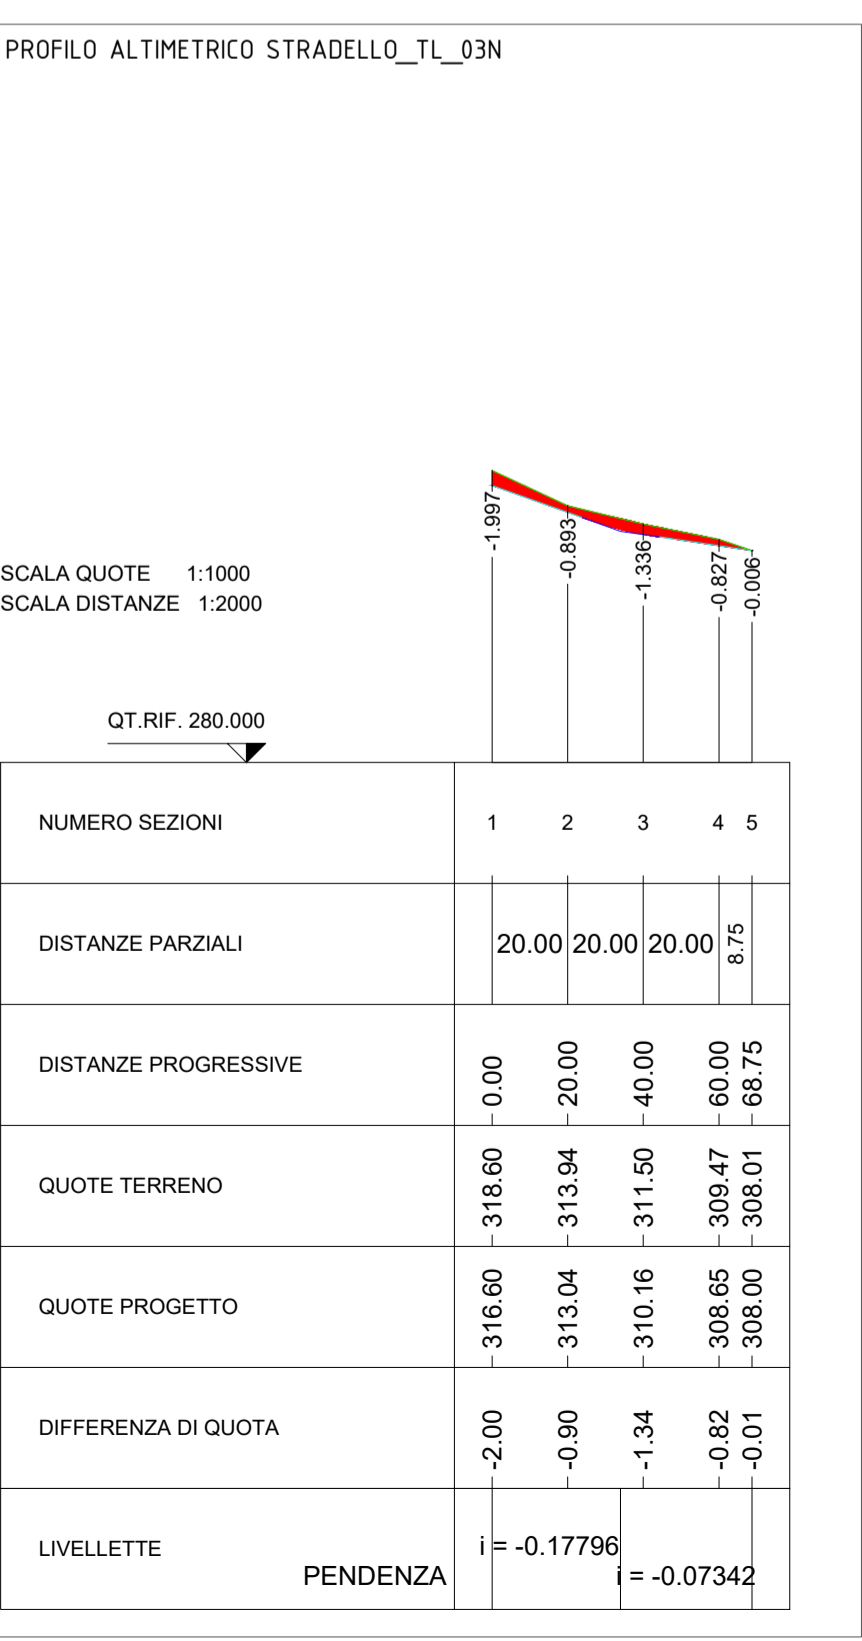 PROFILO ALTIMETRICO STRADELLO_TL_03N
-1.997 -0.893 -1.336 -0.827 -0.006
SCALA QUOTE 1:1000
SCALA DISTANZE 1:2000
QT.RIF. 280.000
NUMERO SEZIONI 1 2 3 4 5
DISTANZE PARZIALI 20.00 20.00 20.00 8.75
DISTANZE PROGRESSIVE 0.00 20.00 40.00 60.00 68.75
QUOTE TERRENO 318.60 313.94 311.50 309.47 308.01
QUOTE PROGETTO 316.60 313.04 310.16 308.65 308.00
DIFFERENZA DI QUOTA -2.00 -0.90 -1.34 -0.82 -0.01
LIVELLETTE i = -0.17796
PENDENZA i = -0.07342